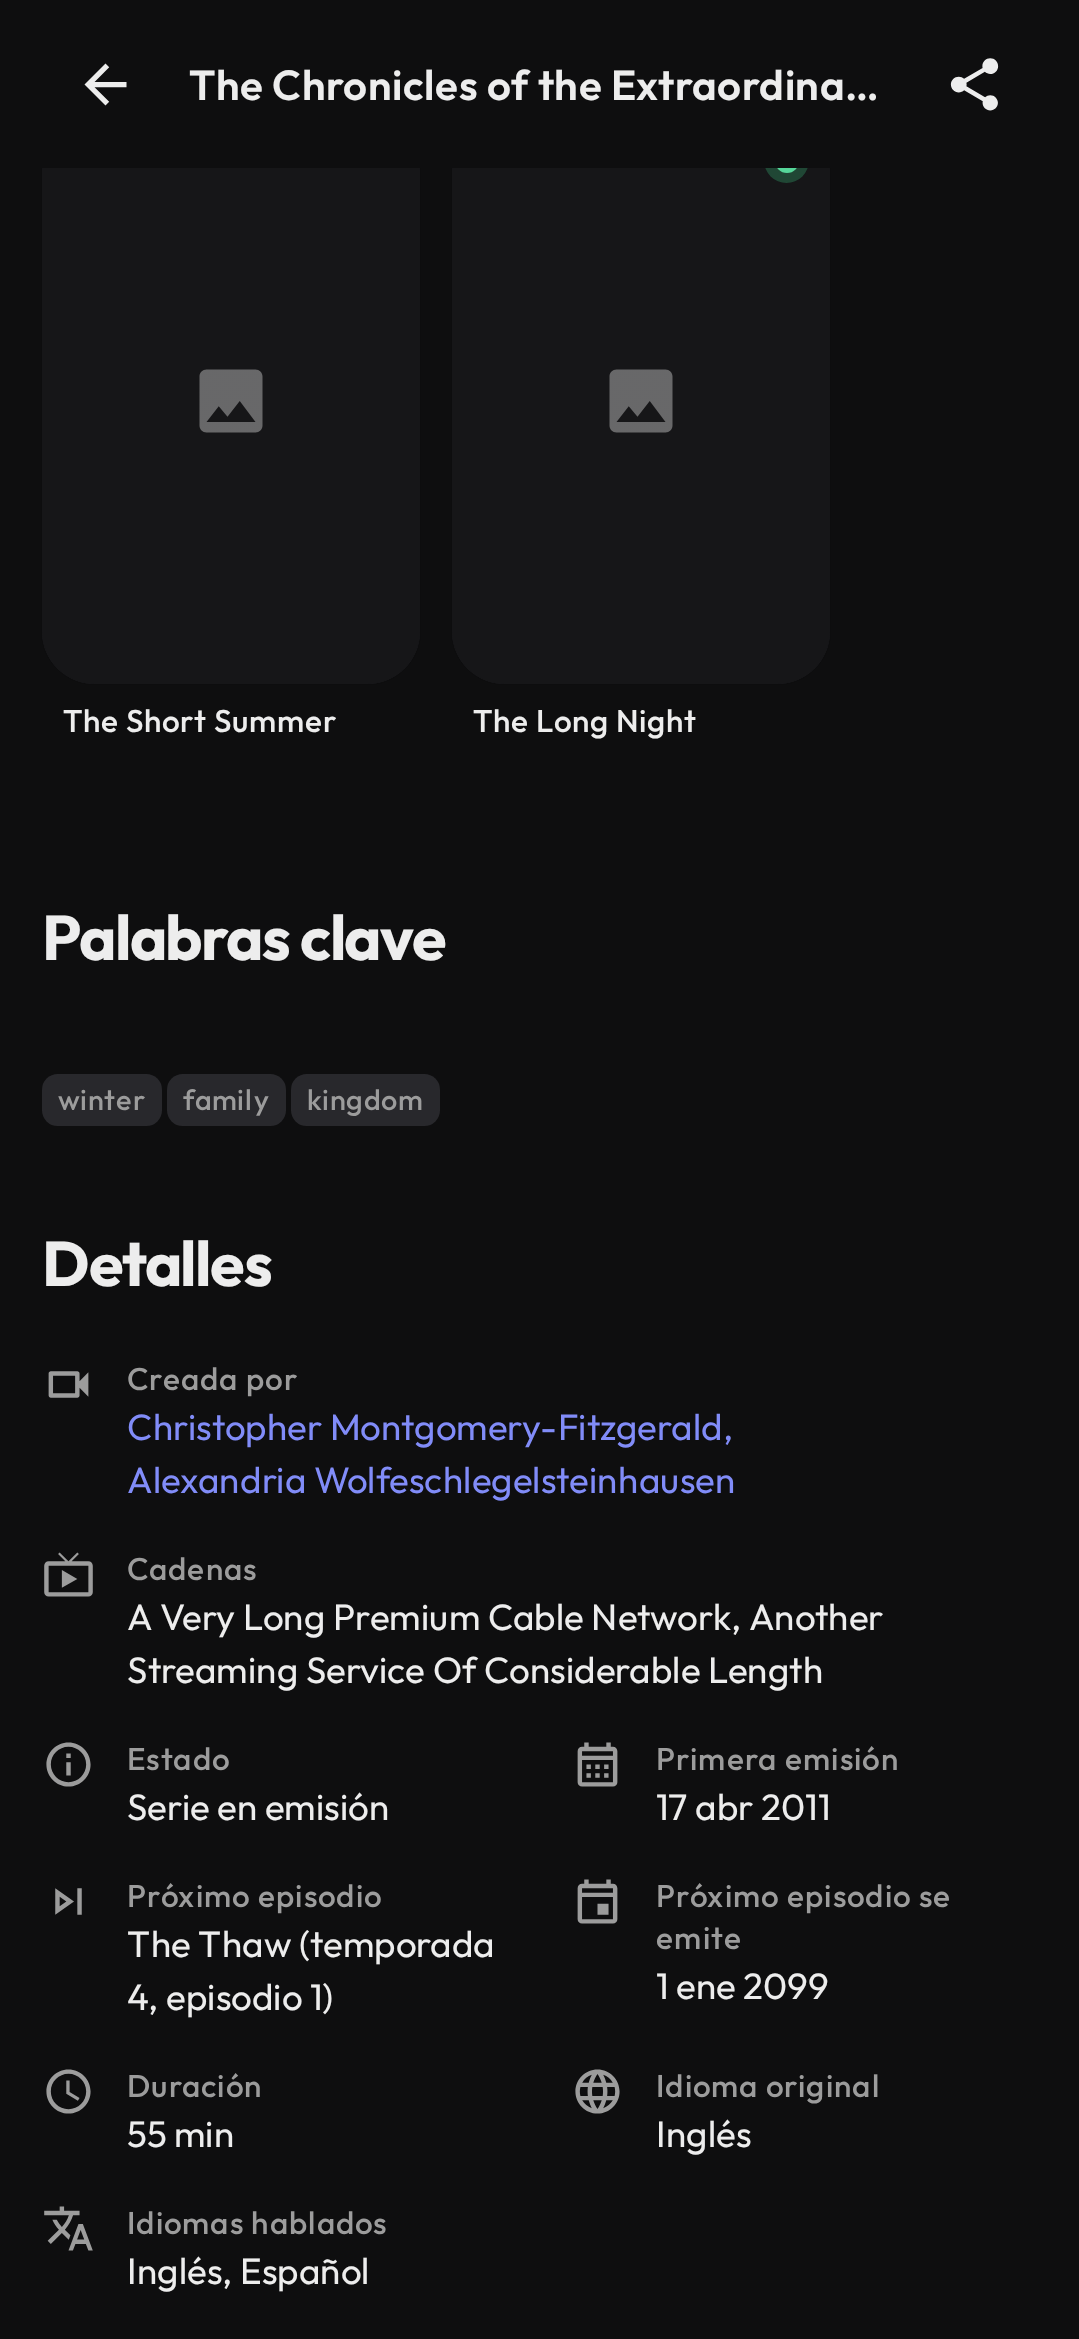 The Chronicles of the Extraordina...
The Short Summer
The Long Night
Palabras clave
winter
family
kingdom
Detalles
Creada por
Christopher Montgomery-Fitzgerald,
Alexandria Wolfeschlegelsteinhausen
Cadenas
A Very Long Premium Cable Network, Another
Streaming Service Of Considerable Length
Estado
Serie en emisión
Primera emisión
17 abr 2011
Próximo episodio
The Thaw (temporada
4, episodio 1)
Próximo episodio se
emite
1 ene 2099
Duración
55 min
Idioma original
Inglés
Idiomas hablados
Inglés, Español